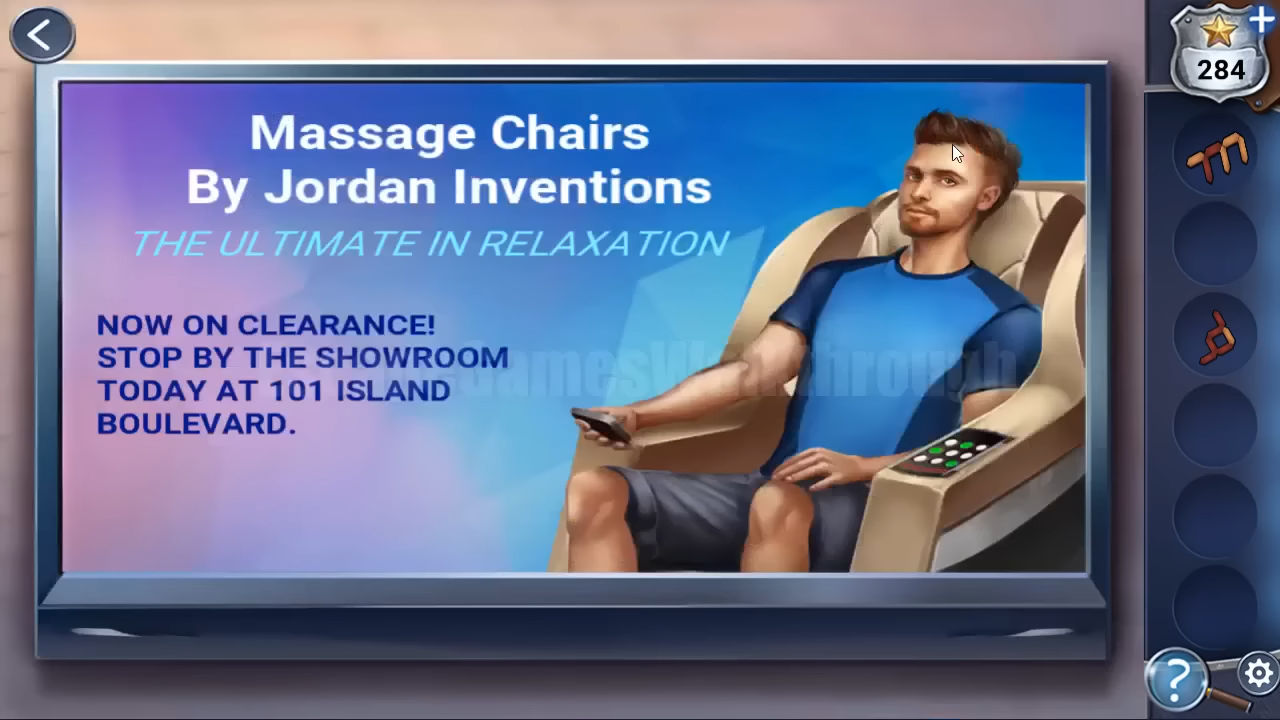 284
Massage Chairs
By Jordan Inventions
THE ULTIMATE IN RELAXATION
NOW ON CLEARANCE!
STOP BY THE SHOWROOM
TODAY AT 101 ISLAND
BOULEVARD.
?